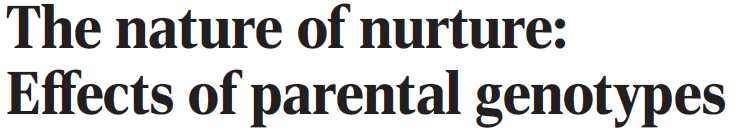 The nature of nurture:
Effects of parental genotypes